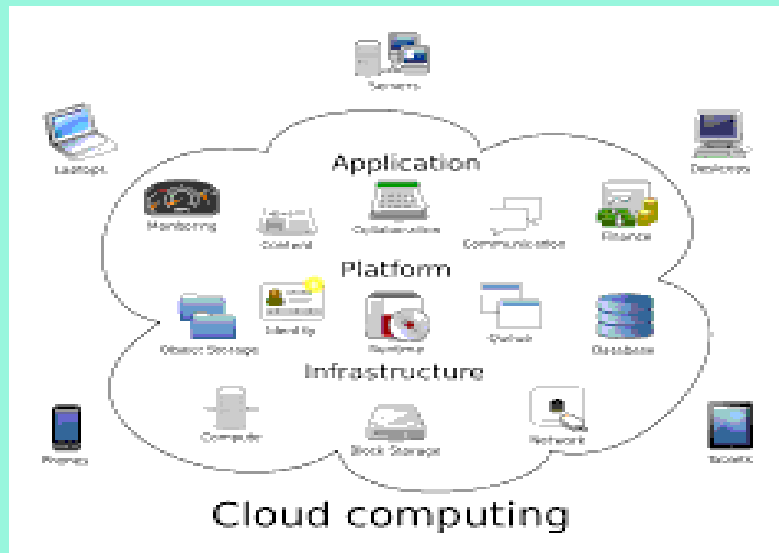 Servers
Laptops
Desktops
Application
Monitoring
Content
Collaboration
Communication
Finance
Platform
Object Storage
Identity
Runtime
Queue
Database
Infrastructure
Compute
Block Storage
Network
Phones
Tablets
Cloud computing